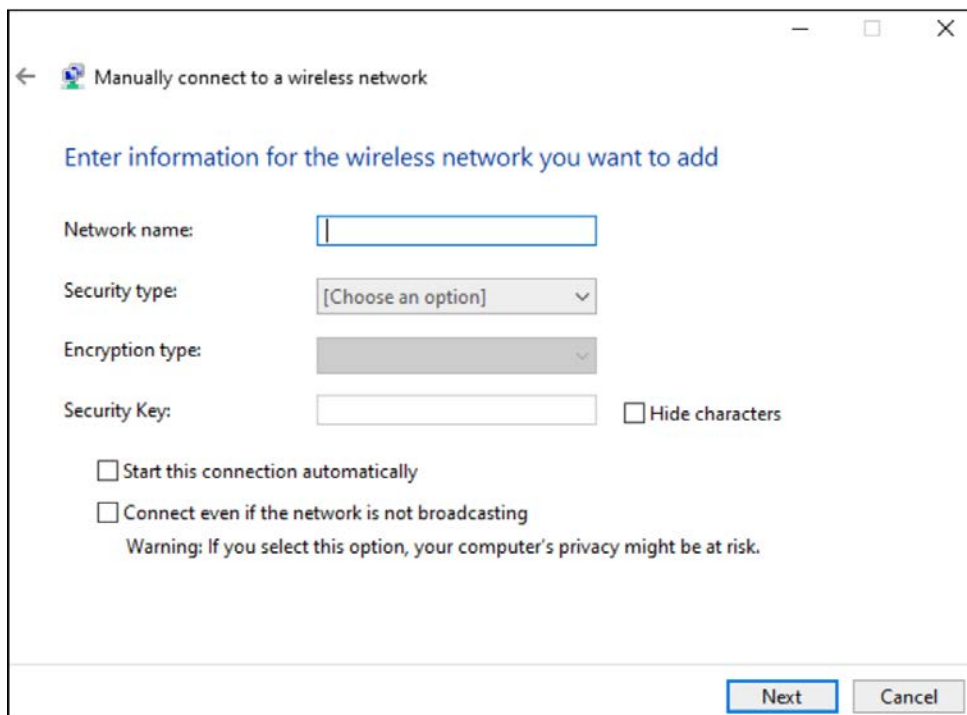 Manually connect to a wireless network
Enter information for the wireless network you want to add
Network name:
Security type: [Choose an option]
Encryption type:
Security Key: Hide characters
Start this connection automatically
Connect even if the network is not broadcasting
Warning: If you select this option, your computer's privacy might be at risk.
Next Cancel